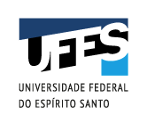 UFES
UNIVERSIDADE FEDERAL
DO ESPÍRITO SANTO